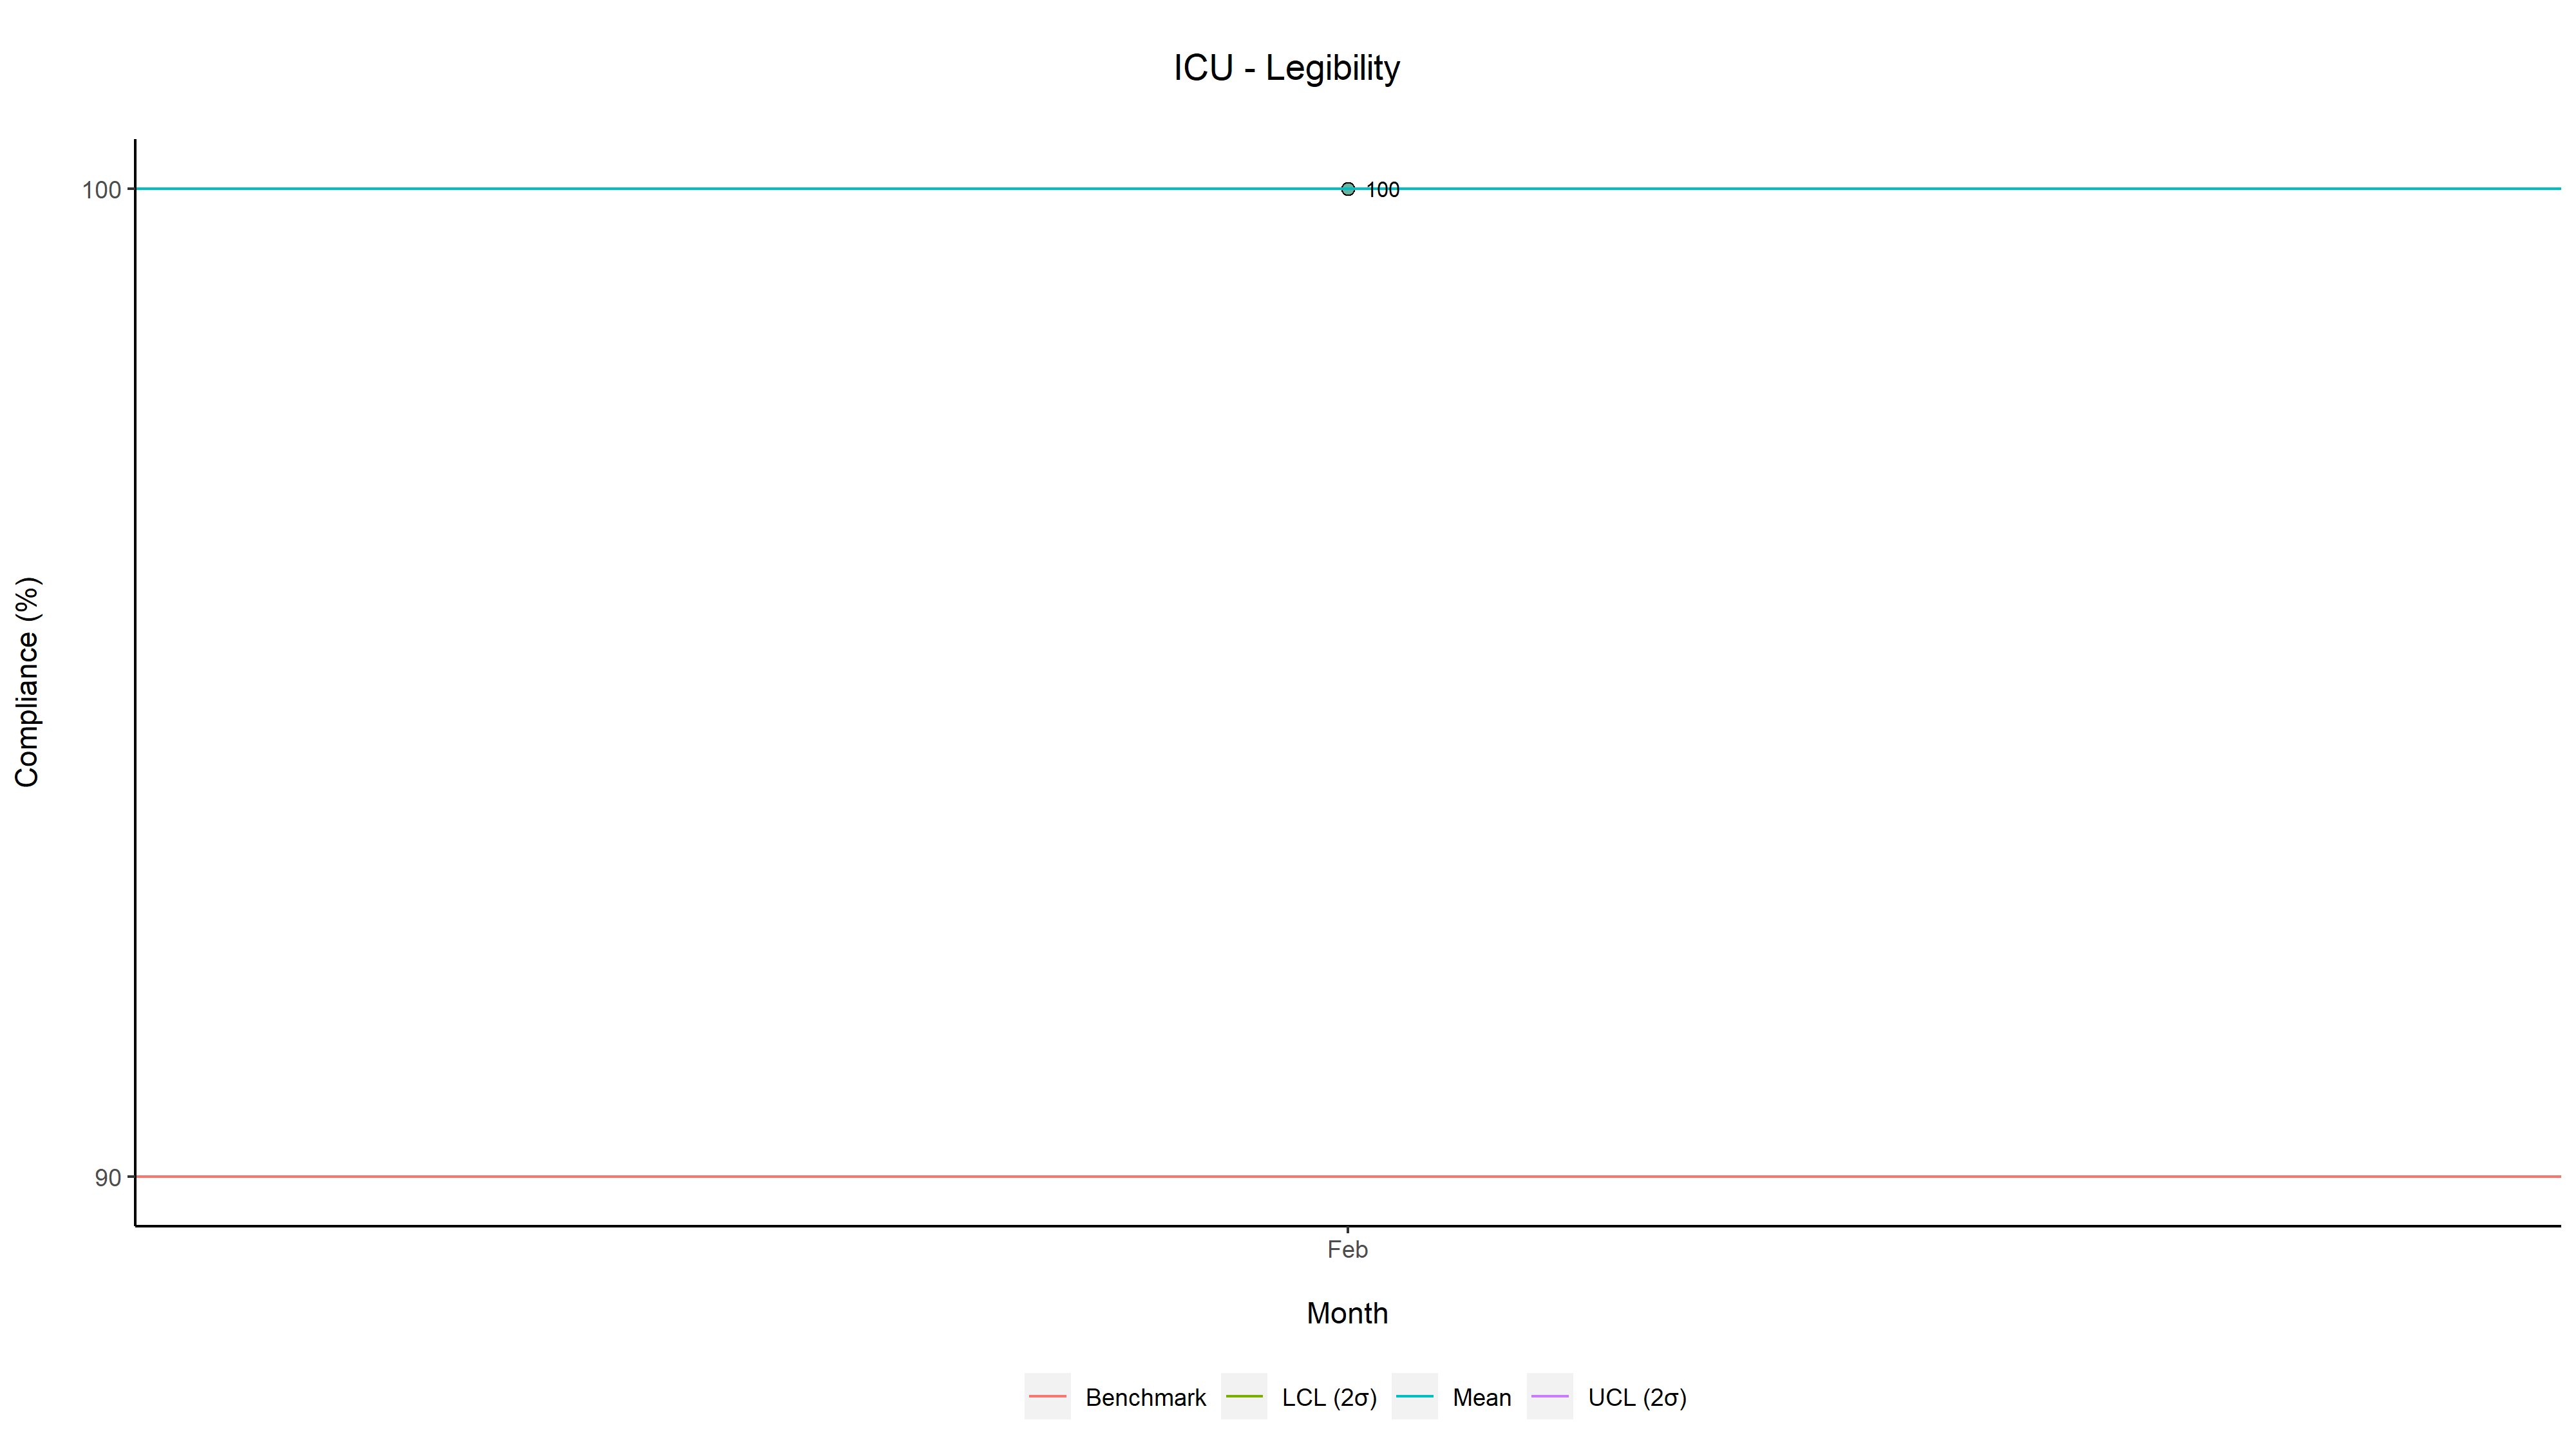 ICU - Legibility
100
100
Compliance (%)
90
Feb
Month
Benchmark LCL (2σ) Mean UCL (2σ)